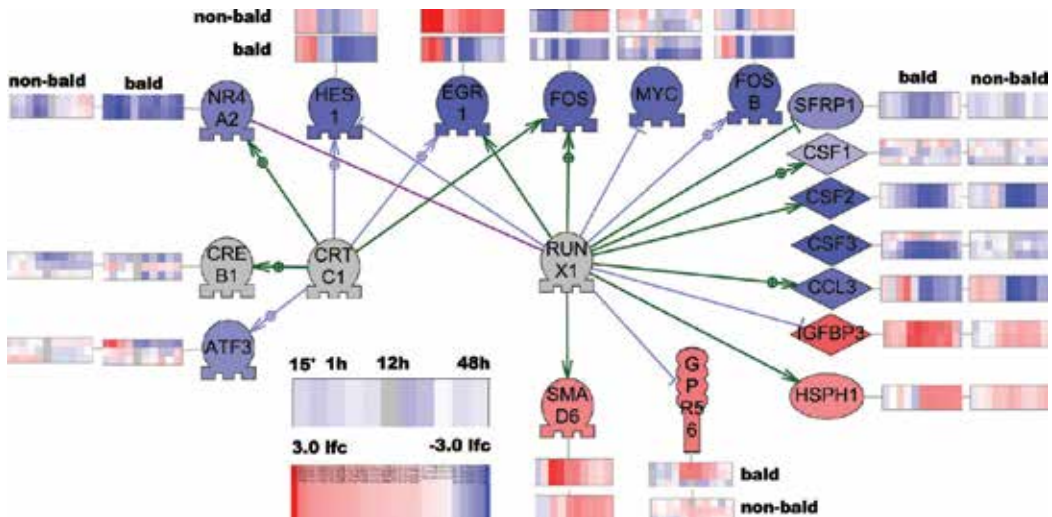 non-bald
bald
non-bald
bald
NR4
A2
HES
1
EGR
1
FOS
MYC
FOS
B
SFRP1
bald
non-bald
CSF1
CSF2
CSF3
CCL3
IGFBP3
HSPH1
CRE
B1
CRT
C1
RUN
X1
ATF3
15' 1h 12h 48h
3.0 lfc -3.0 lfc
SMA
D6
G
P
R5
6
bald
non-bald